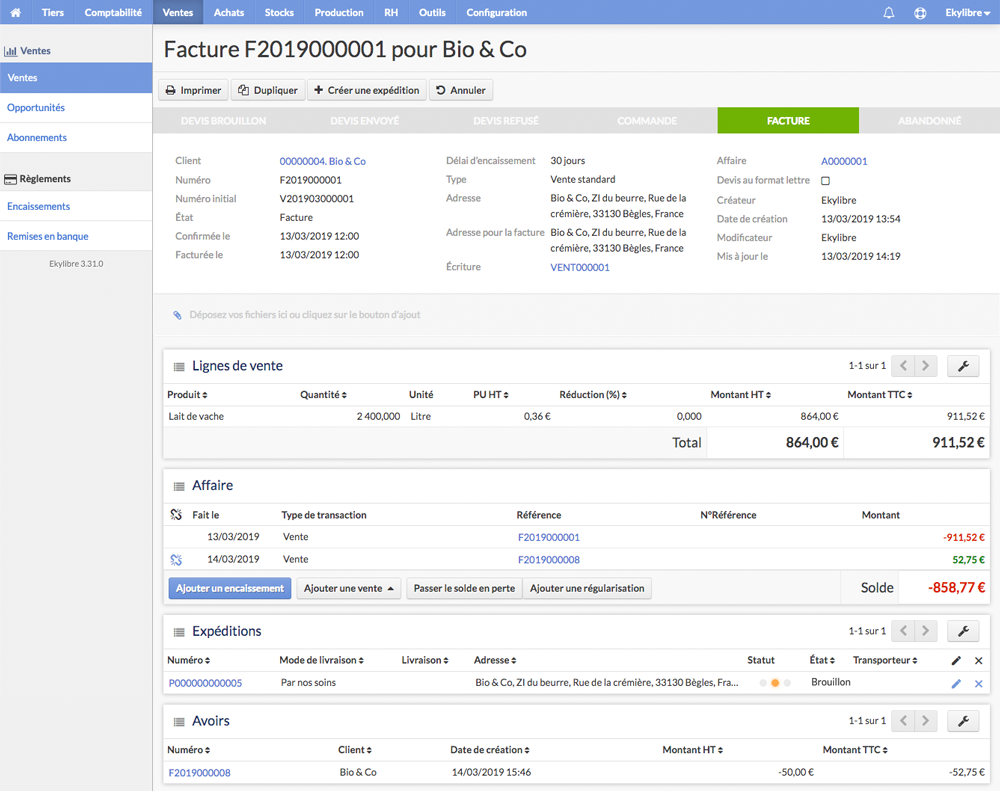 Tiers Comptabilité Ventes Achats Stocks Production RH Outils Configuration Ekylibre
Ventes
Ventes
Opportunités
Abonnements
Règlements
Encaissements
Remises en banque
Ekylibre 3.31.0
Facture F2019000001 pour Bio & Co
Imprimer Dupliquer Créer une expédition Annuler
DEVIS BROUILLON DEVIS ENVOYÉ DEVIS REFUSÉ COMMANDE FACTURE ABANDONNÉ
Client 00000004. Bio & Co
Numéro F2019000001
Numéro initial V201903000001
État Facture
Confirmée le 13/03/2019 12:00
Facturée le 13/03/2019 12:00
Délai d'encaissement 30 jours
Type Vente standard
Adresse Bio & Co, ZI du beurre, Rue de la
crémière, 33130 Bègles, France
Adresse pour la facture Bio & Co, ZI du beurre, Rue de la
crémière, 33130 Bègles, France
Écriture VENT000001
Affaire A0000001
Devis au format lettre
Créateur Ekylibre
Date de création 13/03/2019 13:54
Modificateur Ekylibre
Mis à jour le 13/03/2019 14:19
Déposez vos fichiers ici ou cliquez sur le bouton d'ajout
Lignes de vente 1-1 sur 1
Produit Quantité Unité PU HT Réduction (%) Montant HT Montant TTC
Lait de vache 2 400,000 Litre 0,36 € 0,000 864,00 € 911,52 €
Total 864,00 € 911,52 €
Affaire
Fait le Type de transaction Référence N°Référence Montant
13/03/2019 Vente F2019000001 -911,52 €
14/03/2019 Vente F2019000008 52,75 €
Ajouter un encaissement Ajouter une vente Passer le solde en perte Ajouter une régularisation Solde -858,77 €
Expéditions 1-1 sur 1
Numéro Mode de livraison Livraison Adresse Statut État Transporteur
P000000000005 Par nos soins Bio & Co, ZI du beurre, Rue de la crémière, 33130 Bègles, Fra... Brouillon
Avoirs 1-1 sur 1
Numéro Client Date de création Montant HT Montant TTC
F2019000008 Bio & Co 14/03/2019 15:46 -50,00 € -52,75 €